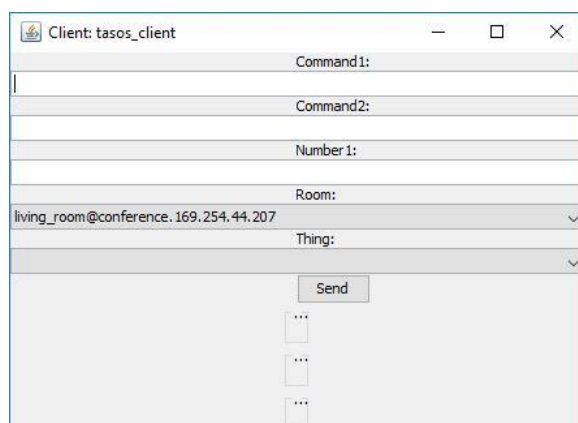 Client: tasos_client
Command1:
Command2:
Number1:
Room:
living_room@conference.169.254.44.207
Thing:
Send
...
...
...